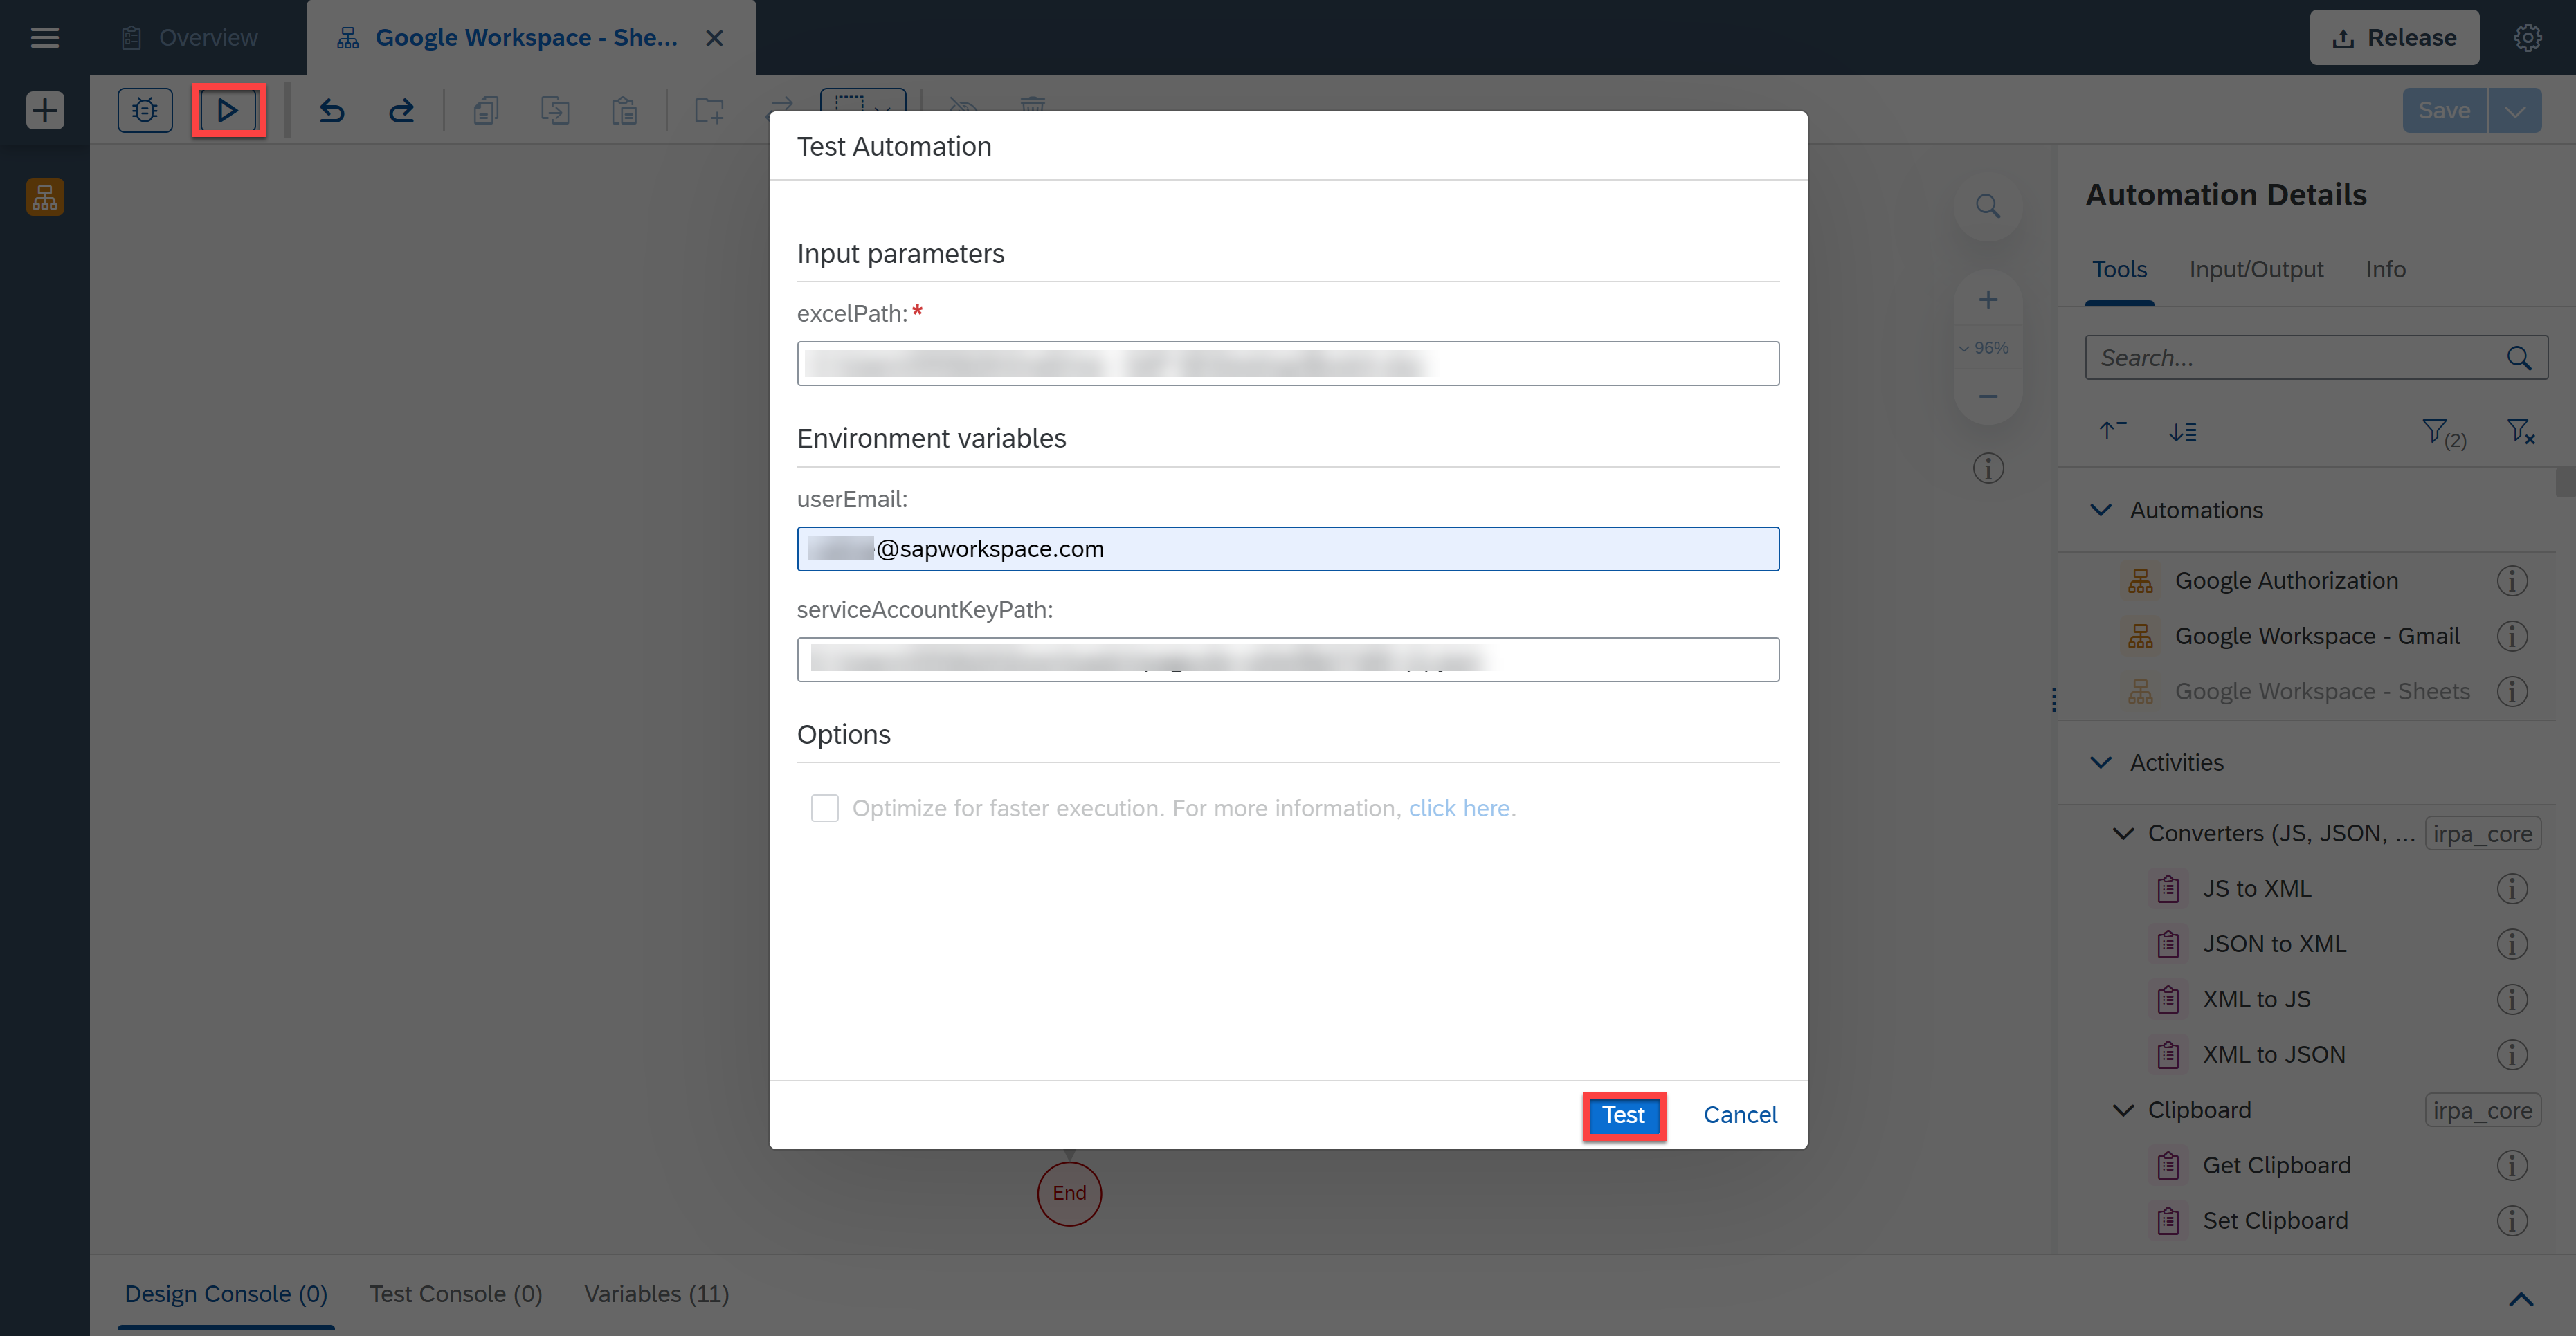 Overview
Google Workspace - She...
Release
Save
Test Automation
Input parameters
excelPath:*
Environment variables
userEmail:
@sapworkspace.com
serviceAccountKeyPath:
Options
Optimize for faster execution. For more information, click here.
Test
Cancel
End
96%
Automation Details
Tools
Input/Output
Info
Search...
(2)
Automations
Google Authorization
Google Workspace - Gmail
Google Workspace - Sheets
Activities
Converters (JS, JSON, ... irpa_core
JS to XML
JSON to XML
XML to JS
XML to JSON
Clipboard irpa_core
Get Clipboard
Set Clipboard
Design Console (0)
Test Console (0)
Variables (11)